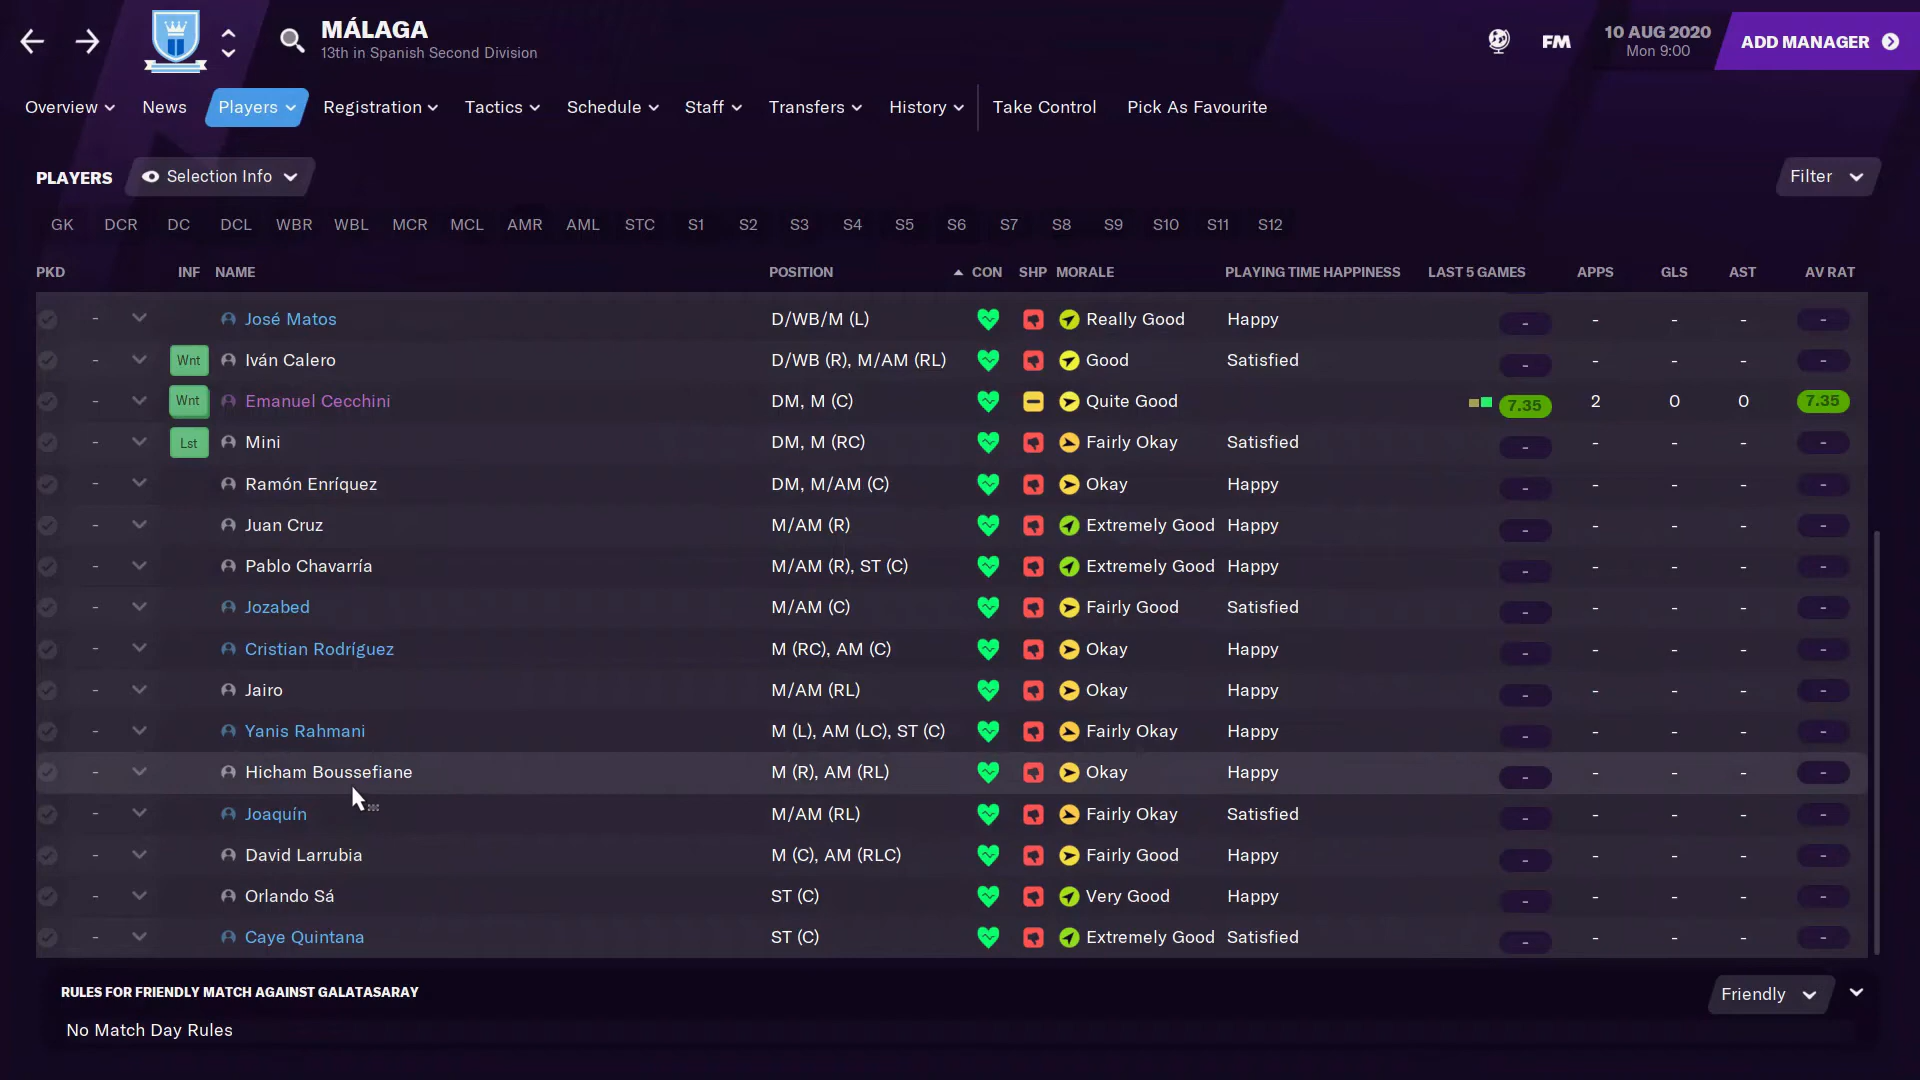 MÁLAGA
13th in Spanish Second Division
FM
10 AUG 2020
Mon 9:00
ADD MANAGER
Overview News Players Registration Tactics Schedule Staff Transfers History Take Control Pick As Favourite
PLAYERS Selection Info Filter
GK DCR DC DCL WBR WBL MCR MCL AMR AML STC S1 S2 S3 S4 S5 S6 S7 S8 S9 S10 S11 S12
PKD INF NAME POSITION CON SHP MORALE PLAYING TIME HAPPINESS LAST 5 GAMES APPS GLS AST AV RAT
- José Matos D/WB/M (L) Really Good Happy - - - - -
- Wnt Iván Calero D/WB (R), M/AM (RL) Good Satisfied - - - - -
- Wnt Emanuel Cecchini DM, M (C) Quite Good 7.35 2 0 0 7.35
- Lst Mini DM, M (RC) Fairly Okay Satisfied - - - - -
- Ramón Enríquez DM, M/AM (C) Okay Happy - - - - -
- Juan Cruz M/AM (R) Extremely Good Happy - - - - -
- Pablo Chavarría M/AM (R), ST (C) Extremely Good Happy - - - - -
- Jozabed M/AM (C) Fairly Good Satisfied - - - - -
- Cristian Rodríguez M (RC), AM (C) Okay Happy - - - - -
- Jairo M/AM (RL) Okay Happy - - - - -
- Yanis Rahmani M (L), AM (LC), ST (C) Fairly Okay Happy - - - - -
- Hicham Boussefiane M (R), AM (RL) Okay Happy - - - - -
- Joaquín M/AM (RL) Fairly Okay Satisfied - - - - -
- David Larrubia M (C), AM (RLC) Fairly Good Happy - - - - -
- Orlando Sá ST (C) Very Good Happy - - - - -
- Caye Quintana ST (C) Extremely Good Satisfied - - - - -
RULES FOR FRIENDLY MATCH AGAINST GALATASARAY Friendly
No Match Day Rules